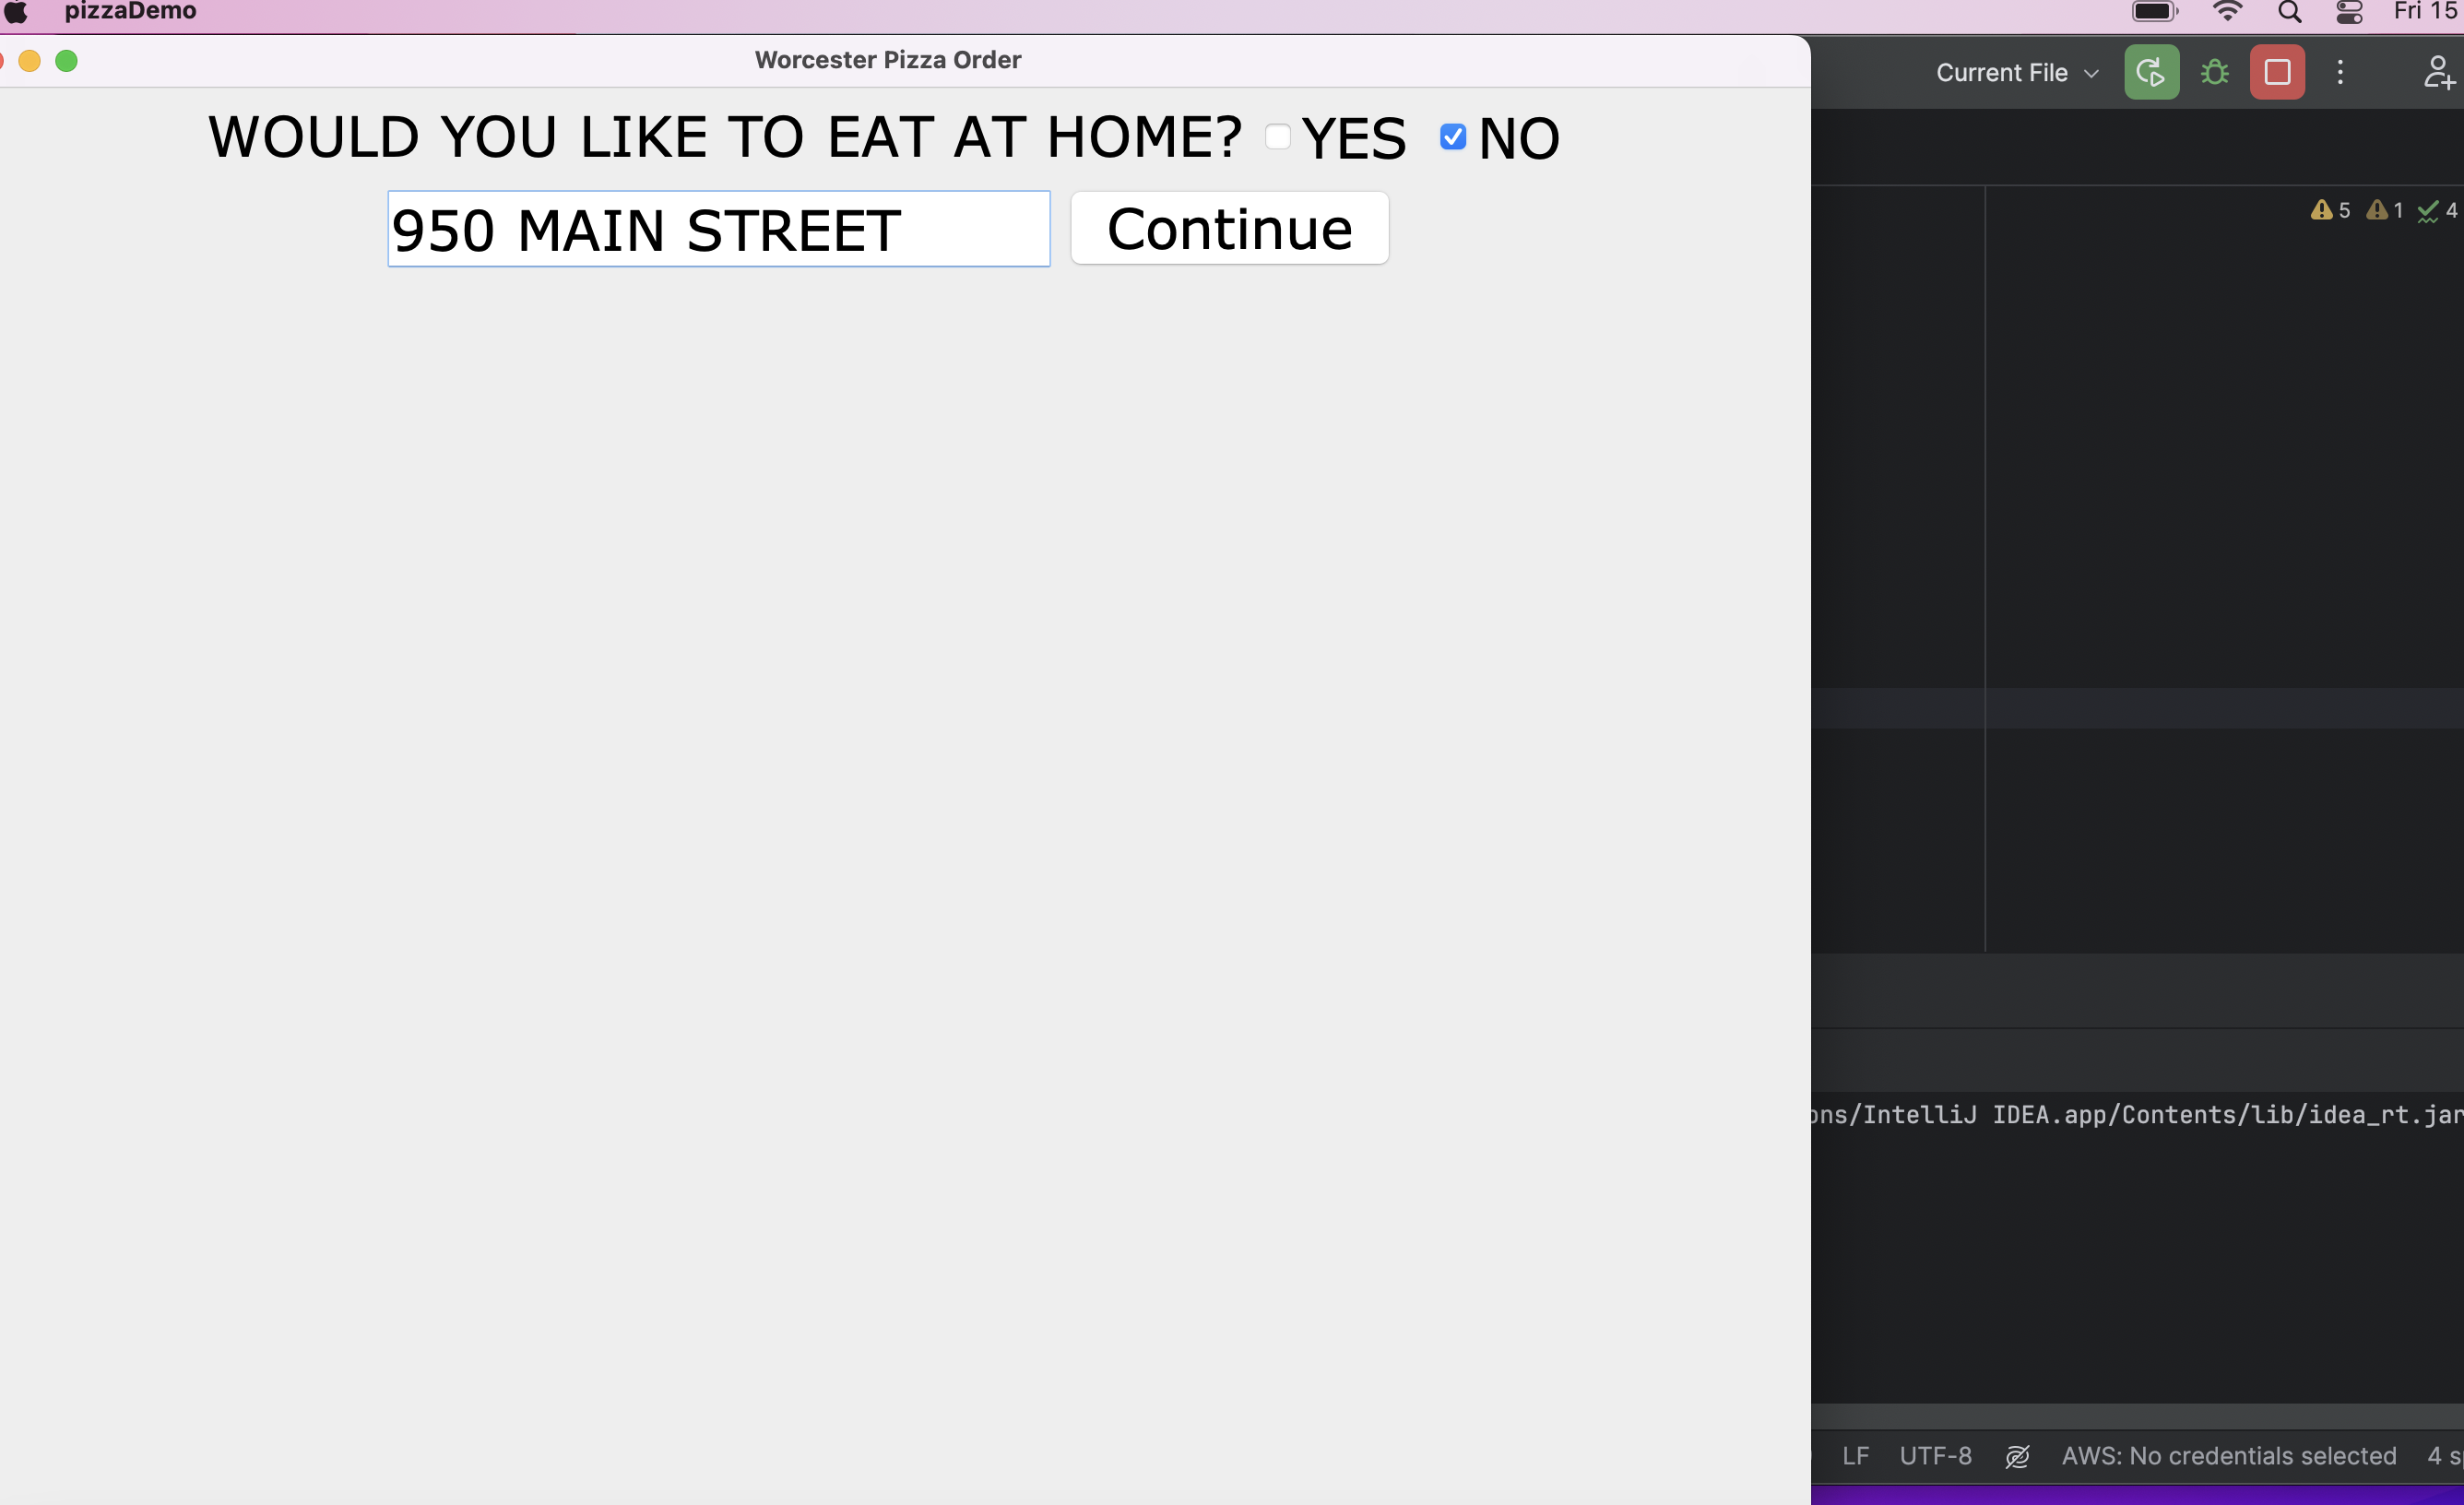 pizzaDemo
Fri 15
Worcester Pizza Order
Current File
WOULD YOU LIKE TO EAT AT HOME? YES NO
950 MAIN STREET Continue
5 1 4
ons/IntelliJ IDEA.app/Contents/lib/idea_rt.jar
LF UTF-8 AWS: No credentials selected 4 sp